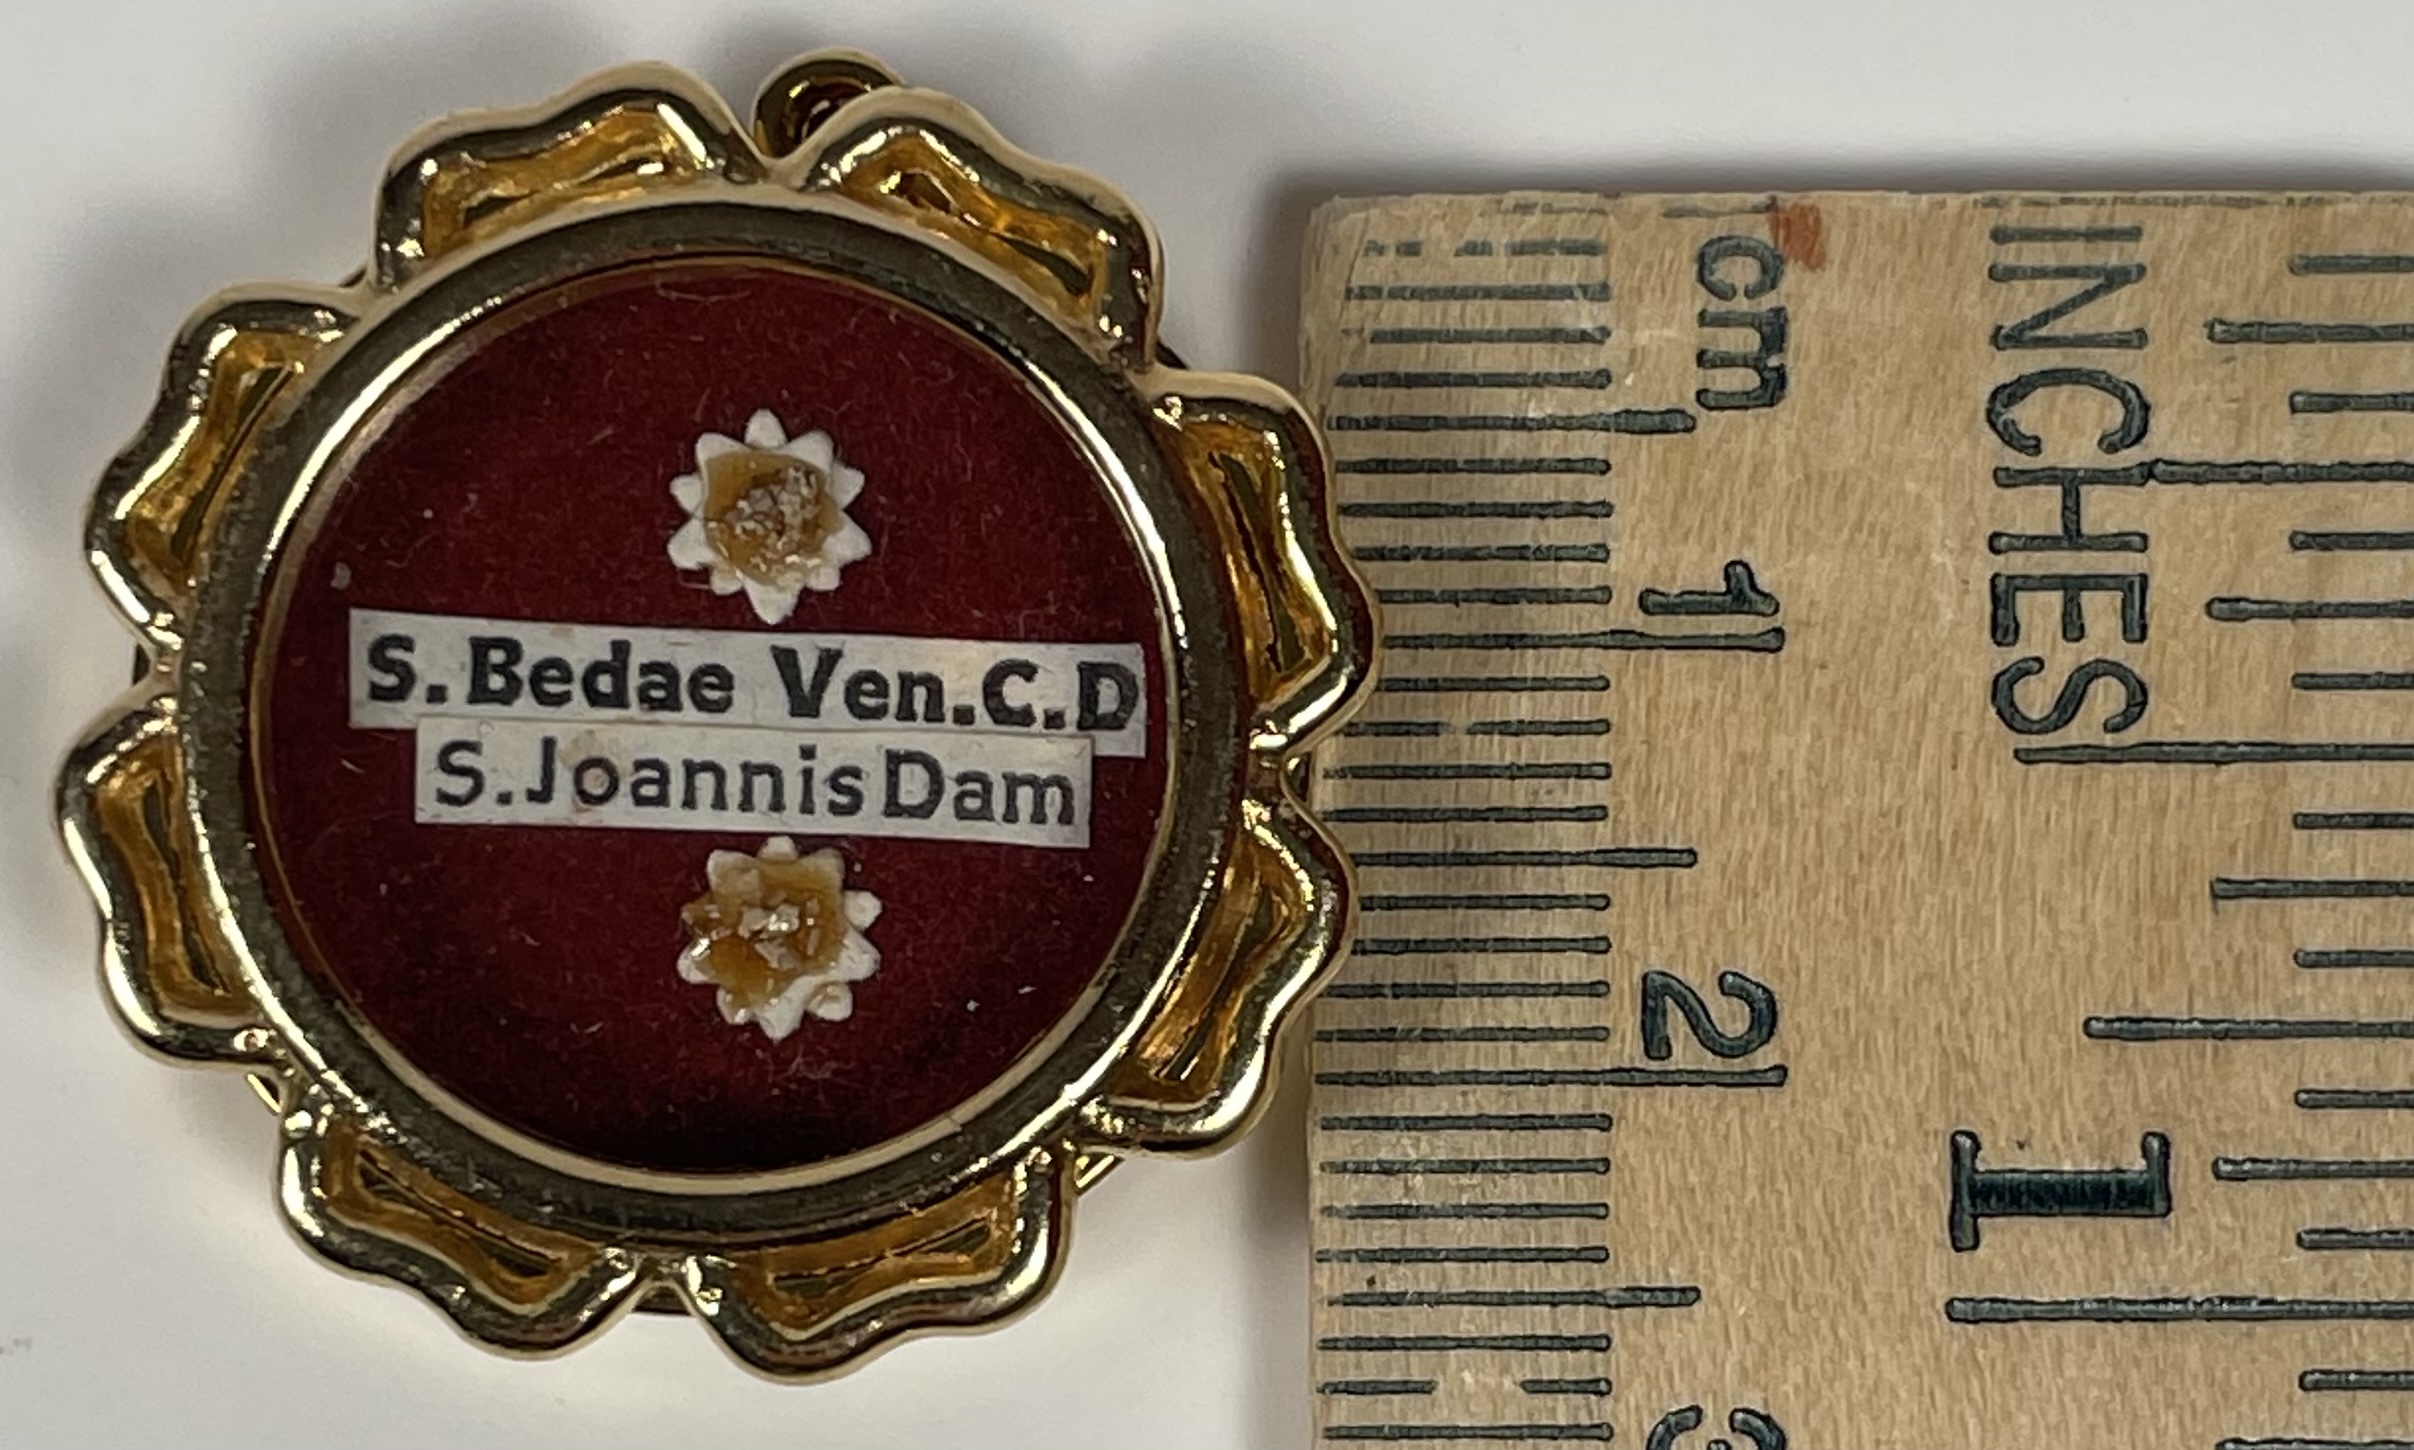 S. Bedae Ven.C.D
S. Joannis Dam
cm
1
2
3
INCHES
1